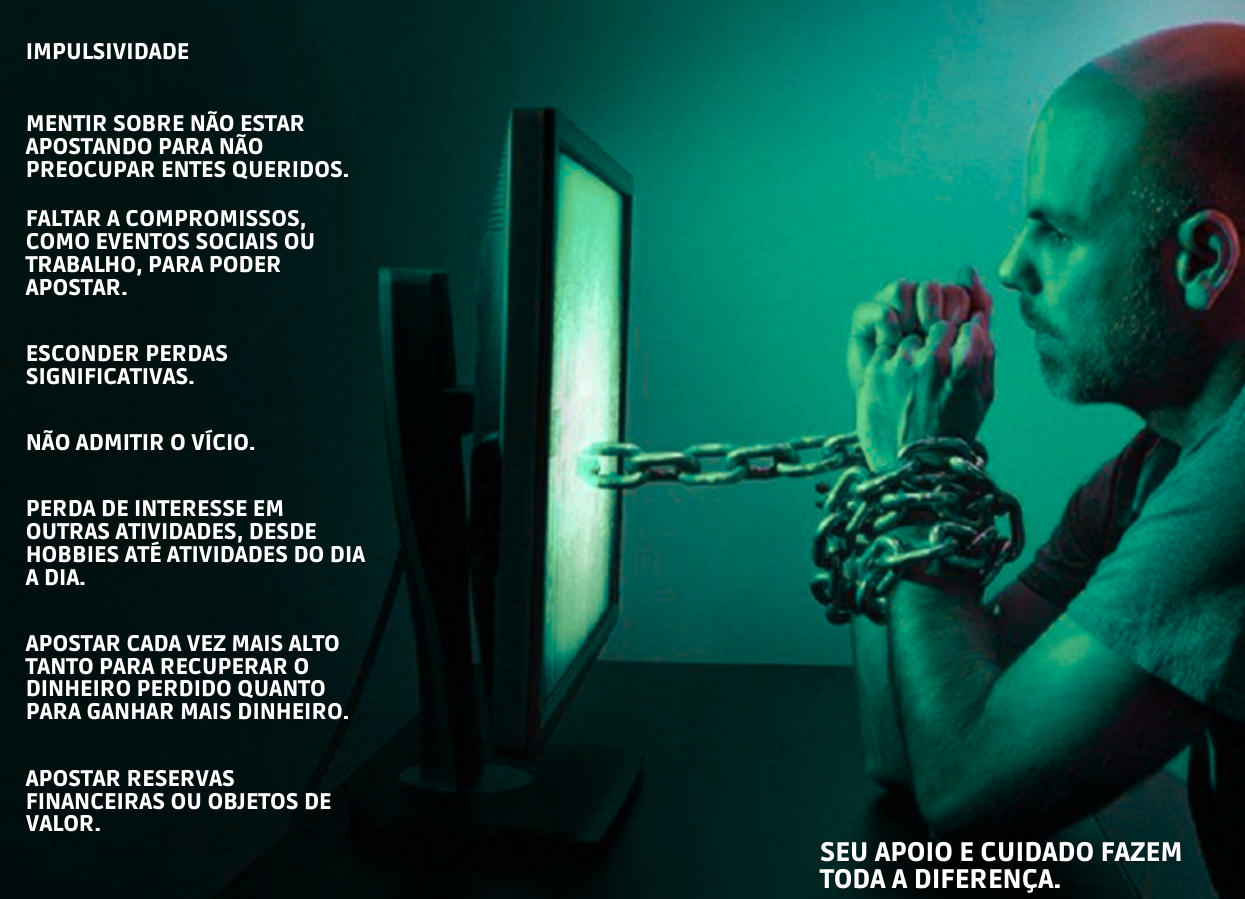 IMPULSIVIDADE
MENTIR SOBRE NÃO ESTAR
APOSTANDO PARA NÃO
PREOCUPAR ENTES QUERIDOS.
FALTAR A COMPROMISSOS,
COMO EVENTOS SOCIAIS OU
TRABALHO, PARA PODER
APOSTAR.
ESCONDER PERDAS
SIGNIFICATIVAS.
NÃO ADMITIR O VÍCIO.
PERDA DE INTERESSE EM
OUTRAS ATIVIDADES, DESDE
HOBBIES ATÉ ATIVIDADES DO DIA
A DIA.
APOSTAR CADA VEZ MAIS ALTO
TANTO PARA RECUPERAR O
DINHEIRO PERDIDO QUANTO
PARA GANHAR MAIS DINHEIRO.
APOSTAR RESERVAS
FINANCEIRAS OU OBJETOS DE
VALOR.
SEU APOIO E CUIDADO FAZEM
TODA A DIFERENÇA.